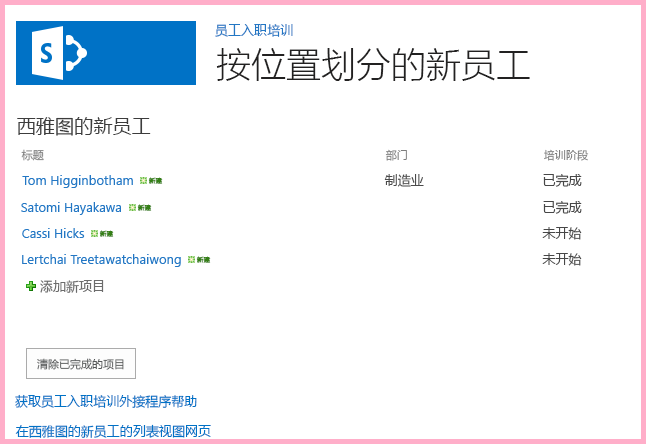 S
员工入职培训
按位置划分的新员工
西雅图的新员工
标题 部门 培训阶段
Tom Higginbotham 新建 制造业 已完成
Satomi Hayakawa 新建 已完成
Cassi Hicks 新建 未开始
Lertchai Treetawatchaiwong 新建 未开始
添加新项目
清除已完成的项目
获取员工入职培训外接程序帮助
在西雅图的新员工的列表视图网页